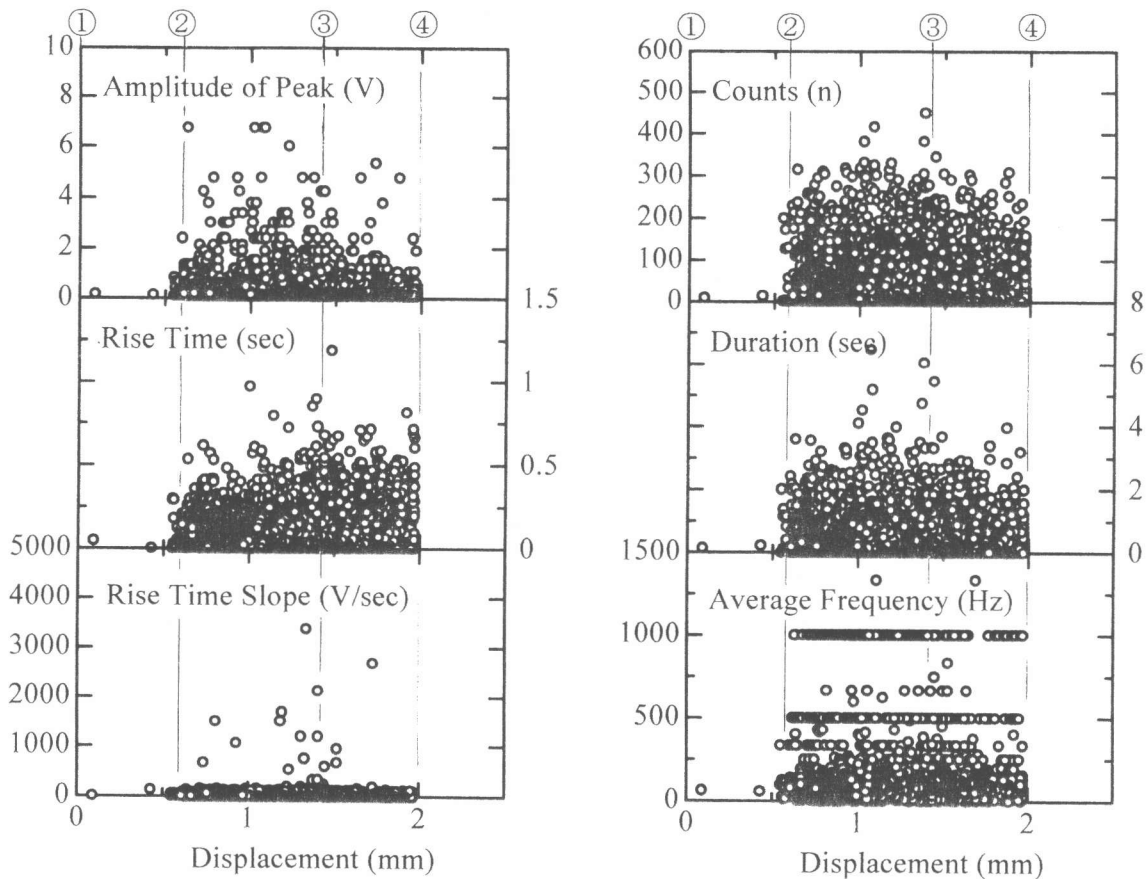 ① ② ③ ④
10
Amplitude of Peak (V)
8
6
4
2
0
1.5
Rise Time (sec)
1
0.5
5000
0
Rise Time Slope (V/sec)
4000
3000
2000
1000
0
0 1 2
Displacement (mm)
① ② ③ ④
600
Counts (n)
500
400
300
200
100
0
8
Duration (sec)
6
4
2
1500
0
Average Frequency (Hz)
1000
500
0
0 1 2
Displacement (mm)